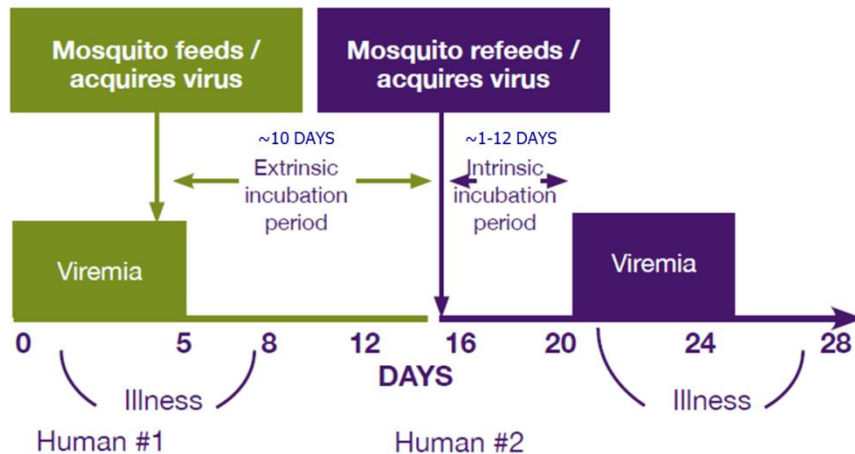 Mosquito feeds /
acquires virus
Mosquito refeeds /
acquires virus
~10 DAYS
Extrinsic
incubation
period
~1-12 DAYS
Intrinsic
incubation
period
Viremia
Viremia
0 5 8 12 16 20 24 28
DAYS
Illness
Illness
Human #1
Human #2